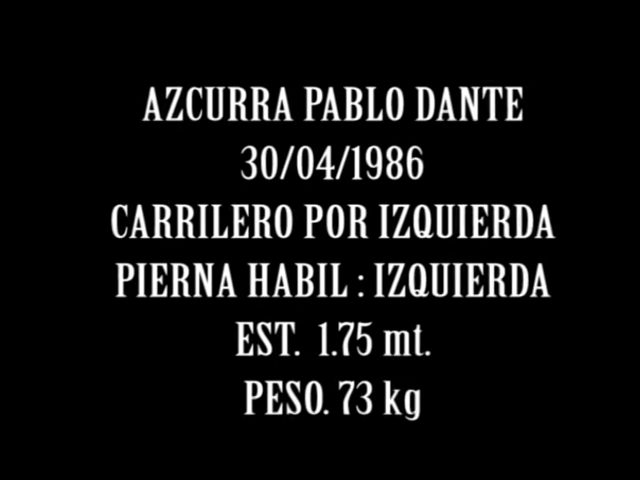 AZCURRA PABLO DANTE
30/04/1986
CARRILERO POR IZQUIERDA
PIERNA HABIL : IZQUIERDA
EST. 1.75 mt.
PESO. 73 kg